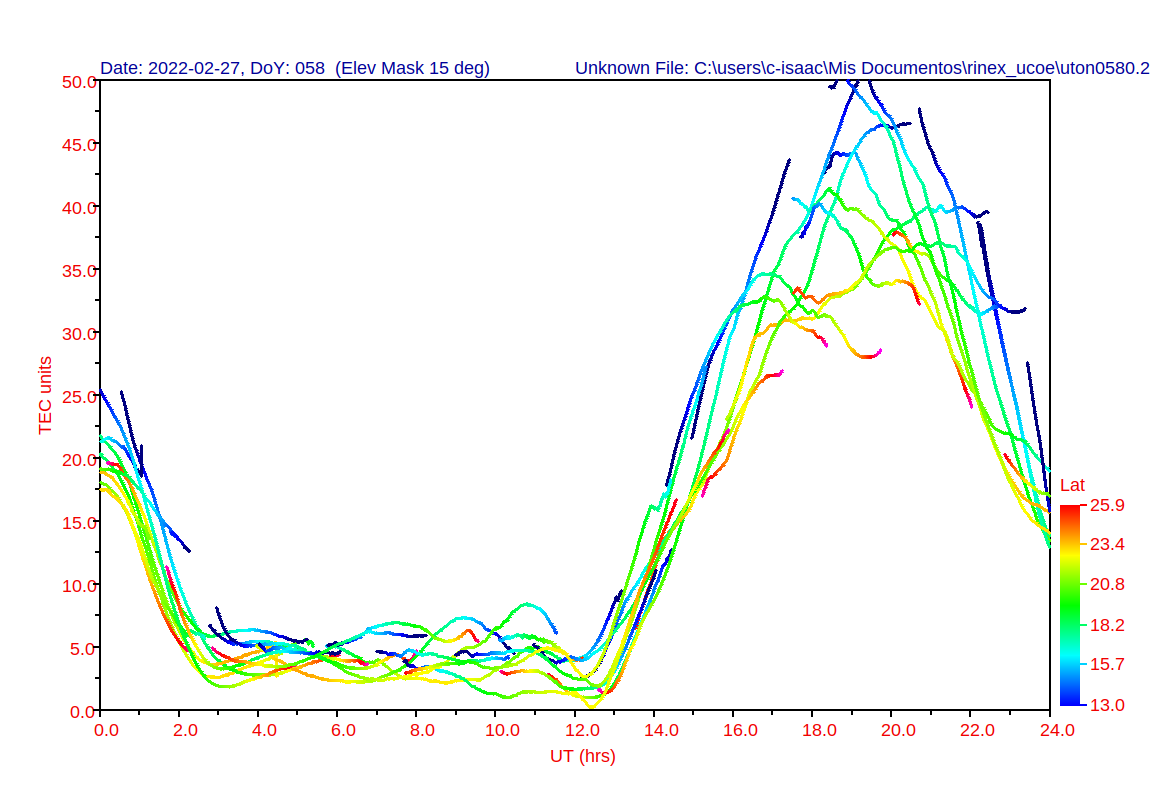 Date: 2022-02-27, DoY: 058  (Elev Mask 15 deg)
Unknown File: C:\users\c-isaac\Mis Documentos\rinex_ucoe\uton0580.2
50.0
45.0
40.0
35.0
30.0
25.0
20.0
15.0
10.0
5.0
0.0
TEC units
0.0 2.0 4.0 6.0 8.0 10.0 12.0 14.0 16.0 18.0 20.0 22.0 24.0
UT (hrs)
Lat
25.9
23.4
20.8
18.2
15.7
13.0